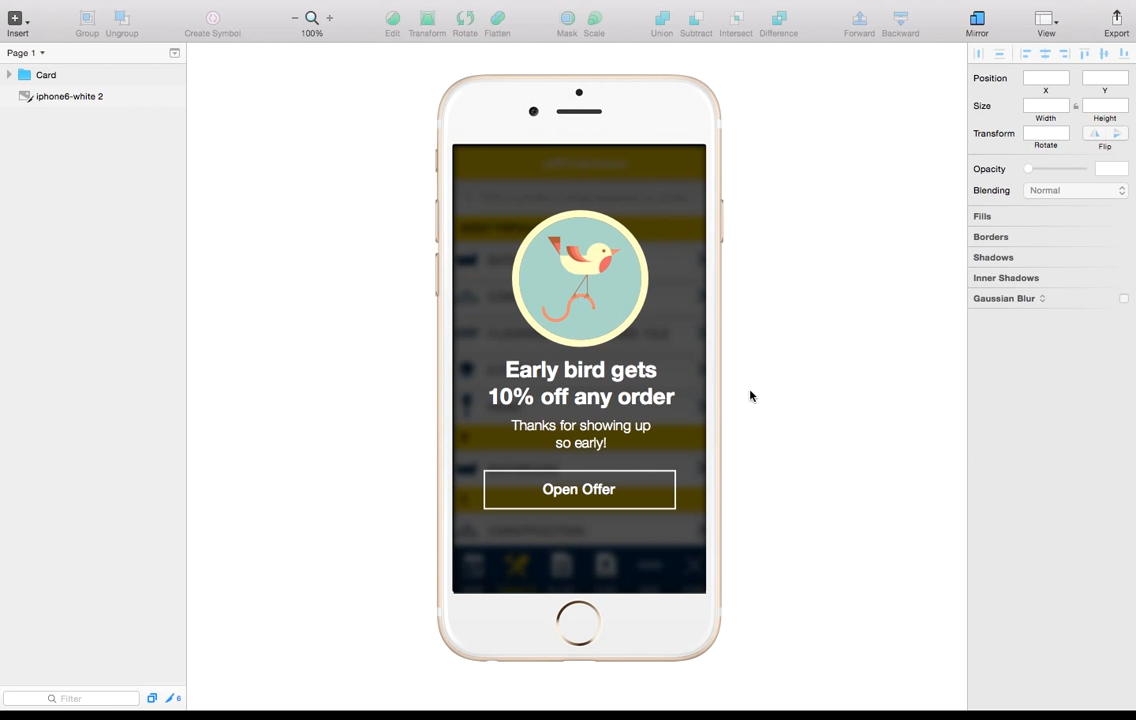 Insert
Group
Ungroup
Create Symbol
100%
Edit
Transform
Rotate
Flatten
Mask
Scale
Union
Subtract
Intersect
Difference
Forward
Backward
Mirror
View
Export
Page 1
Card
iphone6-white 2
Early bird gets
10% off any order
Thanks for showing up
so early!
Open Offer
Position
X
Y
Size
Width
Height
Transform
Rotate
Flip
Opacity
Blending
Normal
Fills
Borders
Shadows
Inner Shadows
Gaussian Blur
Filter
6